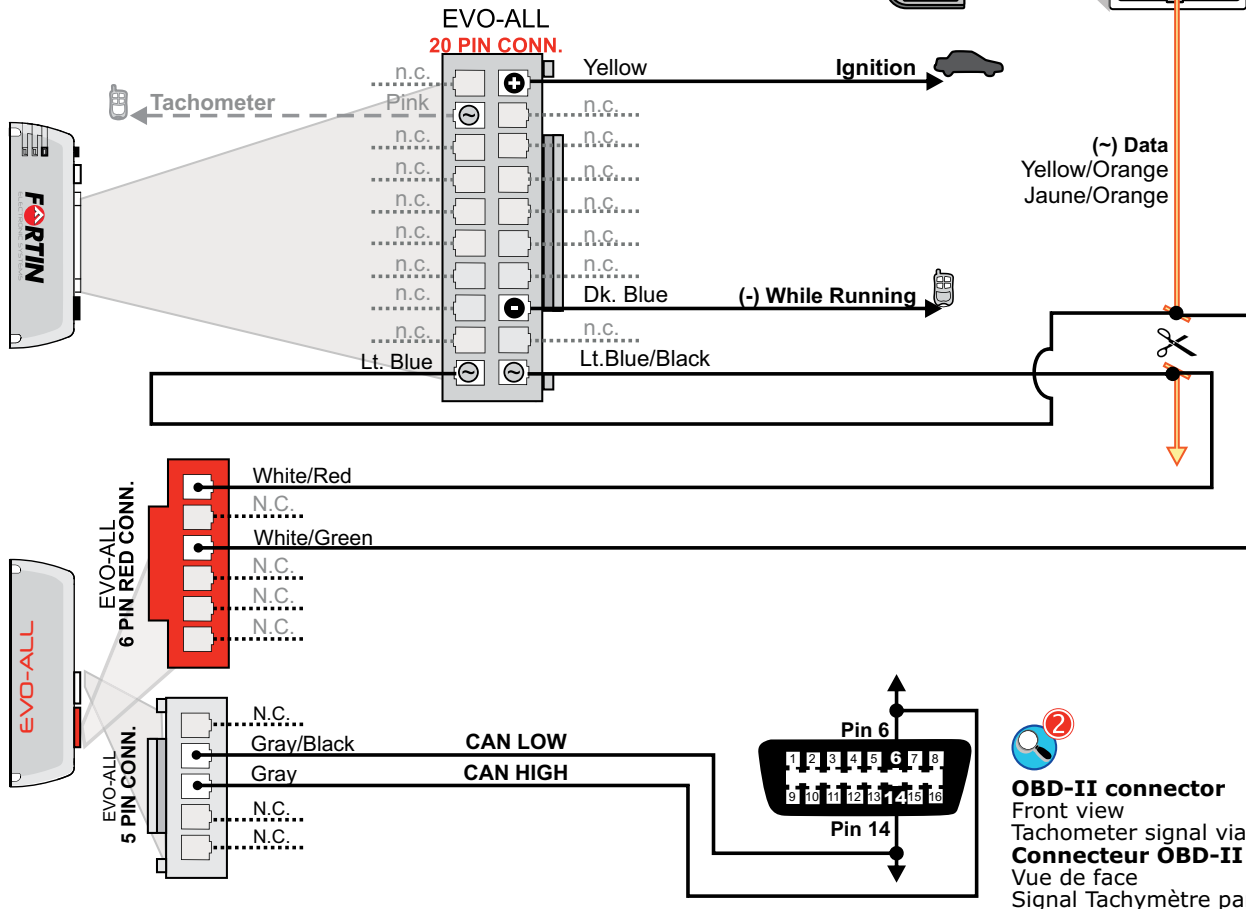 EVO-ALL
20 PIN CONN.
n.c. Yellow Ignition
Tachometer Pink n.c.
n.c. n.c.
n.c. n.c.
n.c. n.c.
n.c. n.c.
n.c. n.c.
n.c. Dk. Blue (-) While Running
n.c. n.c.
Lt. Blue Lt.Blue/Black
(~) Data
Yellow/Orange
Jaune/Orange
FORTIN
ELECTRONIC SYSTEMS
EVO-ALL
6 PIN RED CONN.
White/Red
N.C.
White/Green
N.C.
N.C.
N.C.
EVO-ALL
EVO-ALL
5 PIN CONN.
N.C.
Gray/Black CAN LOW
Gray CAN HIGH
N.C.
N.C.
Pin 6
1 2 3 4 5 6 7 8
9 10 11 12 13 14 15 16
Pin 14
2
OBD-II connector
Front view
Tachometer signal via
Connecteur OBD-II
Vue de face
Signal Tachymètre pa